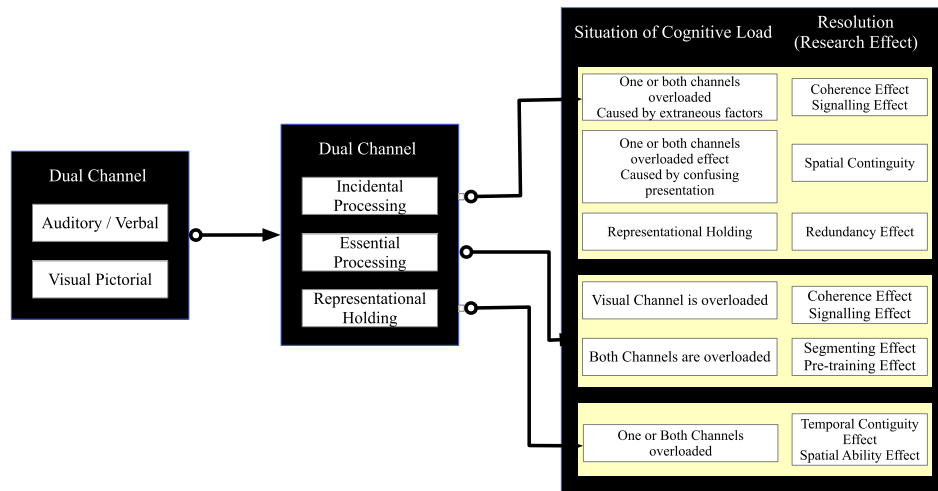 Dual Channel
Auditory / Verbal
Visual Pictorial
Dual Channel
Incidental
Processing
Essential
Processing
Representational
Holding
Situation of Cognitive Load
Resolution
(Research Effect)
One or both channels
overloaded
Caused by extraneous factors
Coherence Effect
Signalling Effect
One or both channels
overloaded effect
Caused by confusing
presentation
Spatial Continguity
Representational Holding
Redundancy Effect
Visual Channel is overloaded
Coherence Effect
Signalling Effect
Both Channels are overloaded
Segmenting Effect
Pre-training Effect
One or Both Channels
overloaded
Temporal Contiguity
Effect
Spatial Ability Effect